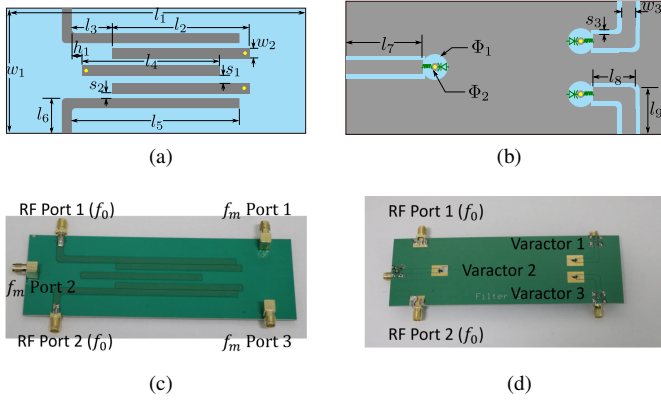 l₁
l₃ l₂
w₁ h₁ l₄ w₂
s₂ s₁
l₆ l₅
(a)
l₇ Φ₁ Φ₂ s₃ w₃
l₈
l₉
(b)
RF Port 1 (f₀)
fₘ Port 1
fₘ Port 2
RF Port 2 (f₀)
fₘ Port 3
(c)
RF Port 1 (f₀)
Varactor 1
Varactor 2
Varactor 3
Filter
RF Port 2 (f₀)
(d)